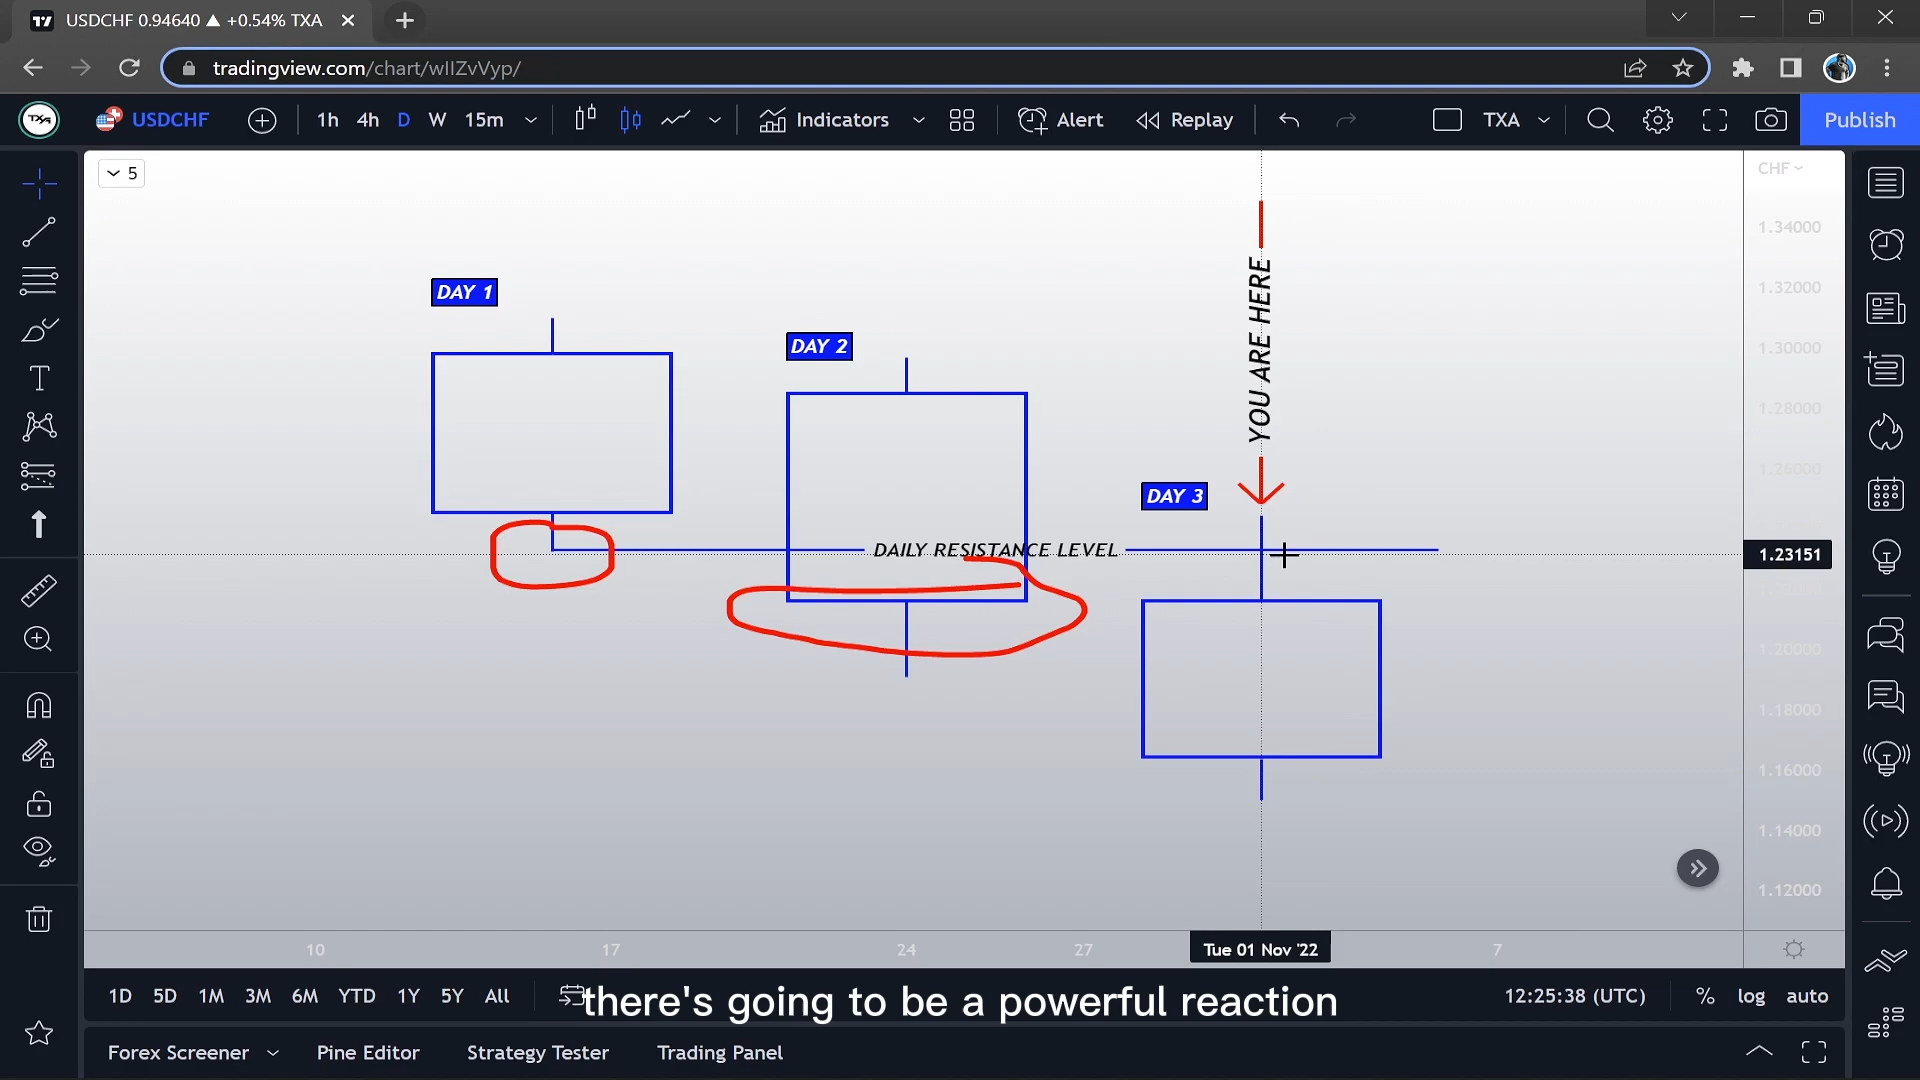 USDCHF 0.94640 ▲ +0.54% TXA
tradingview.com/chart/wIIZvVyp/
TXA
USDCHF
1h 4h D W 15m
Indicators
Alert
Replay
TXA
Publish
5
CHF
1.34000
1.32000
1.30000
1.28000
1.26000
1.23151
1.20000
1.18000
1.16000
1.14000
1.12000
DAY 1
DAY 2
DAY 3
YOU ARE HERE
DAILY RESISTANCE LEVEL
10 17 24 27 Tue 01 Nov '22 7
1D 5D 1M 3M 6M YTD 1Y 5Y All
there's going to be a powerful reaction
12:25:38 (UTC) % log auto
Forex Screener Pine Editor Strategy Tester Trading Panel